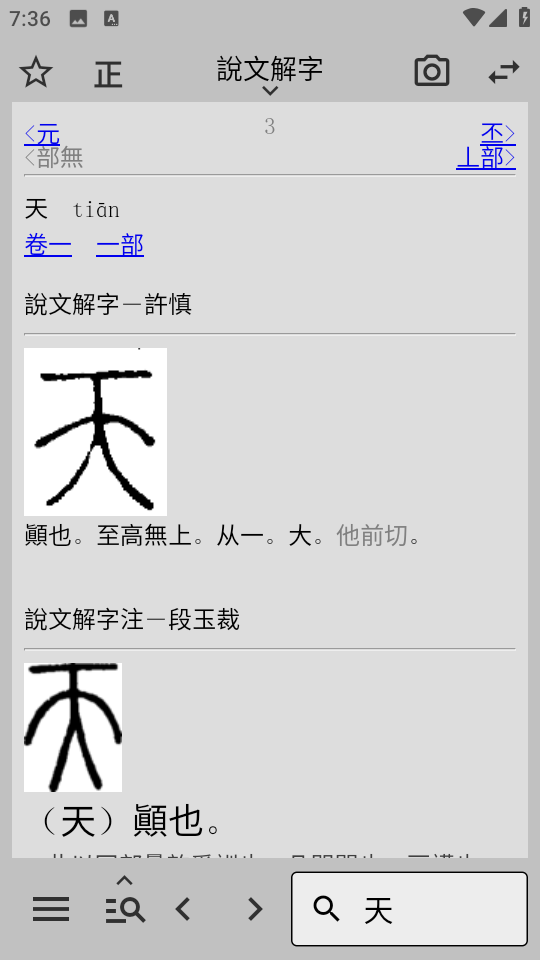 7:36
正 說文解字
〈元 3 丕〉
〈部無 丄部〉
天 tiān
卷一 一部
說文解字－許慎
天
顚也。至高無上。从一。大。他前切。
說文解字注－段玉裁
天
（天）顚也。
天